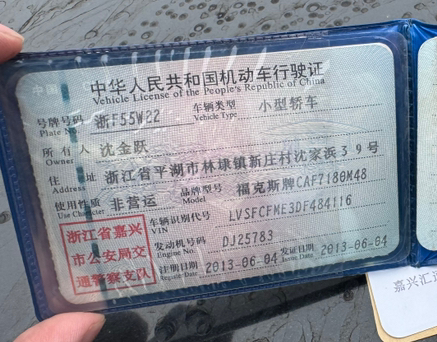 中华人民共和国机动车行驶证
Vehicle License of the People's Republic of China
号牌号码 浙F55W22 车辆类型 小型轿车
Plate No. Vehicle Type
所有人 沈金跃
Owner
住址 浙江省平湖市林埭镇新庄村沈家浜39号
Address
使用性质 非营运 品牌型号 福克斯牌CAF7180M48
Use Character Model
浙江省嘉兴
市公安局交
通警察支队
车辆识别代号 LVSFCFME3DF484116
VIN
发动机号码 DJ25783
Engine No.
注册日期 2013-06-04 发证日期 2013-06-04
Register Date Issue Date
嘉兴汇